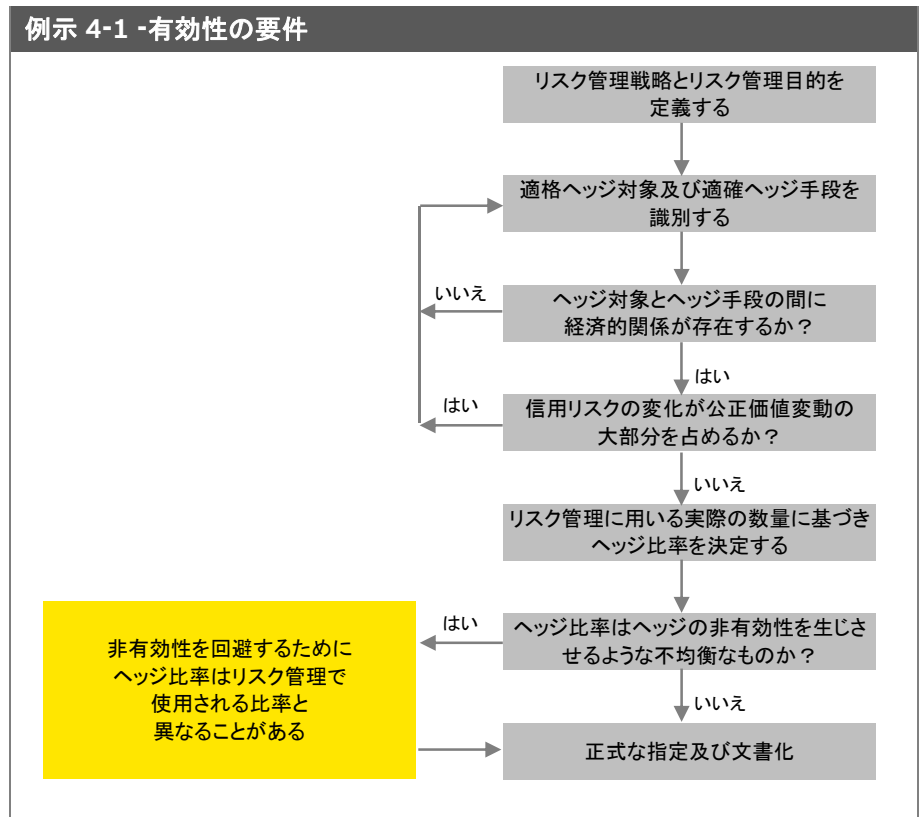 例示 4-1 -有効性の要件
リスク管理戦略とリスク管理目的を
定義する
適格ヘッジ対象及び適確ヘッジ手段を
識別する
いいえ
ヘッジ対象とヘッジ手段の間に
経済的関係が存在するか？
はい
はい
信用リスクの変化が公正価値変動の
大部分を占めるか？
いいえ
リスク管理に用いる実際の数量に基づき
ヘッジ比率を決定する
はい
ヘッジ比率はヘッジの非有効性を生じさ
せるような不均衡なものか？
非有効性を回避するために
ヘッジ比率はリスク管理で
使用される比率と
異なることがある
いいえ
正式な指定及び文書化